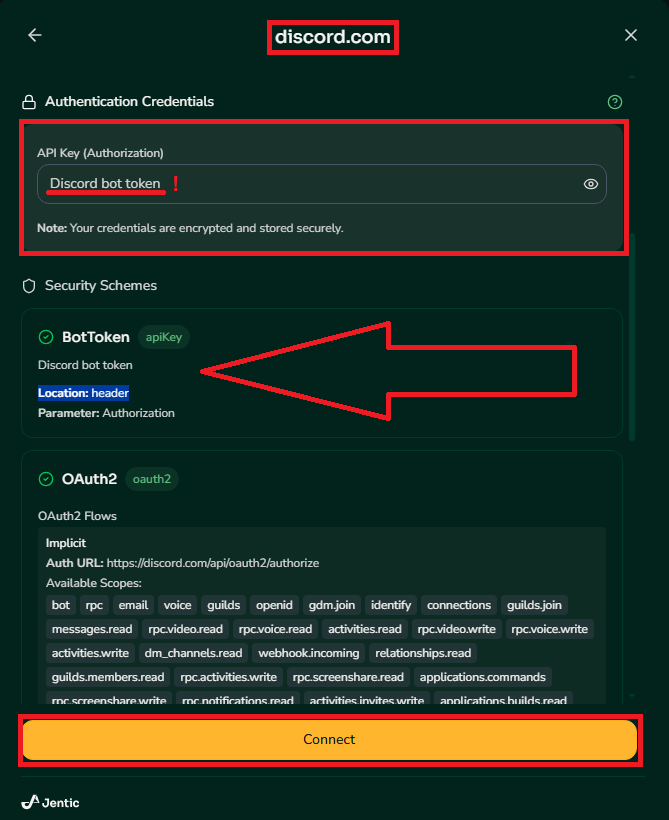 discord.com
Authentication Credentials
API Key (Authorization)
Discord bot token !
Note: Your credentials are encrypted and stored securely.
Security Schemes
BotToken apiKey
Discord bot token
Location: header
Parameter: Authorization
OAuth2 oauth2
OAuth2 Flows
Implicit
Auth URL: https://discord.com/api/oauth2/authorize
Available Scopes:
bot rpc email voice guilds openid gdm.join identify connections guilds.join
messages.read rpc.video.read rpc.voice.read activities.read rpc.video.write rpc.voice.write
activities.write dm_channels.read webhook.incoming relationships.read
guilds.members.read rpc.activities.write rpc.screenshare.read applications.commands
rpc.screenshare.write rpc.notifications.read activities.invites.write applications.builds.read
Connect
Jentic